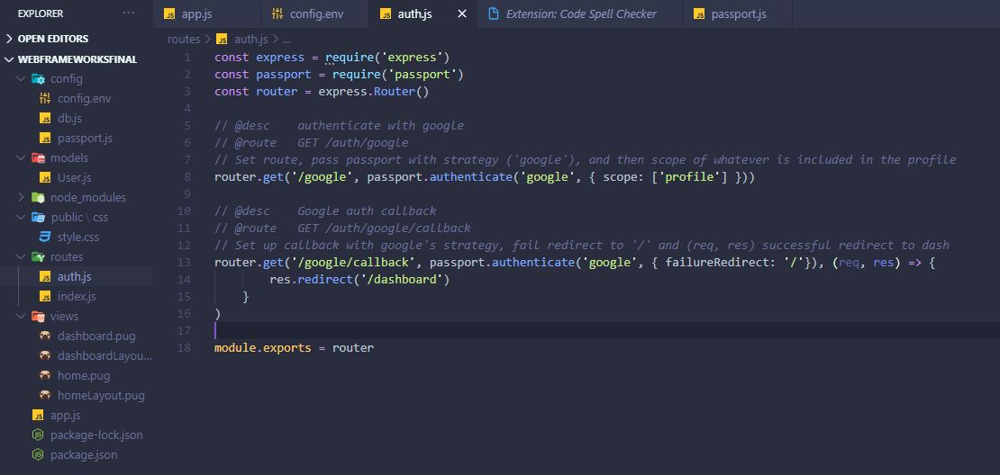 EXPLORER
OPEN EDITORS
WEBFRAMEWORKSFINAL
config
config.env
db.js
passport.js
models
User.js
node_modules
public \ css
style.css
routes
auth.js
index.js
views
dashboard.pug
dashboardLayou...
home.pug
homeLayout.pug
app.js
package-lock.json
package.json
app.js config.env auth.js Extension: Code Spell Checker passport.js
routes > auth.js > ...
1 const express = require('express')
2 const passport = require('passport')
3 const router = express.Router()
4
5 // @desc    authenticate with google
6 // @route   GET /auth/google
7 // Set route, pass passport with strategy ('google'), and then scope of whatever is included in the profile
8 router.get('/google', passport.authenticate('google', { scope: ['profile'] }))
9
10 // @desc    Google auth callback
11 // @route   GET /auth/google/callback
12 // Set up callback with google's strategy, fail redirect to '/' and (req, res) successful redirect to dash
13 router.get('/google/callback', passport.authenticate('google', { failureRedirect: '/'}), (req, res) => {
14         res.redirect('/dashboard')
15     }
16 )
17
18 module.exports = router